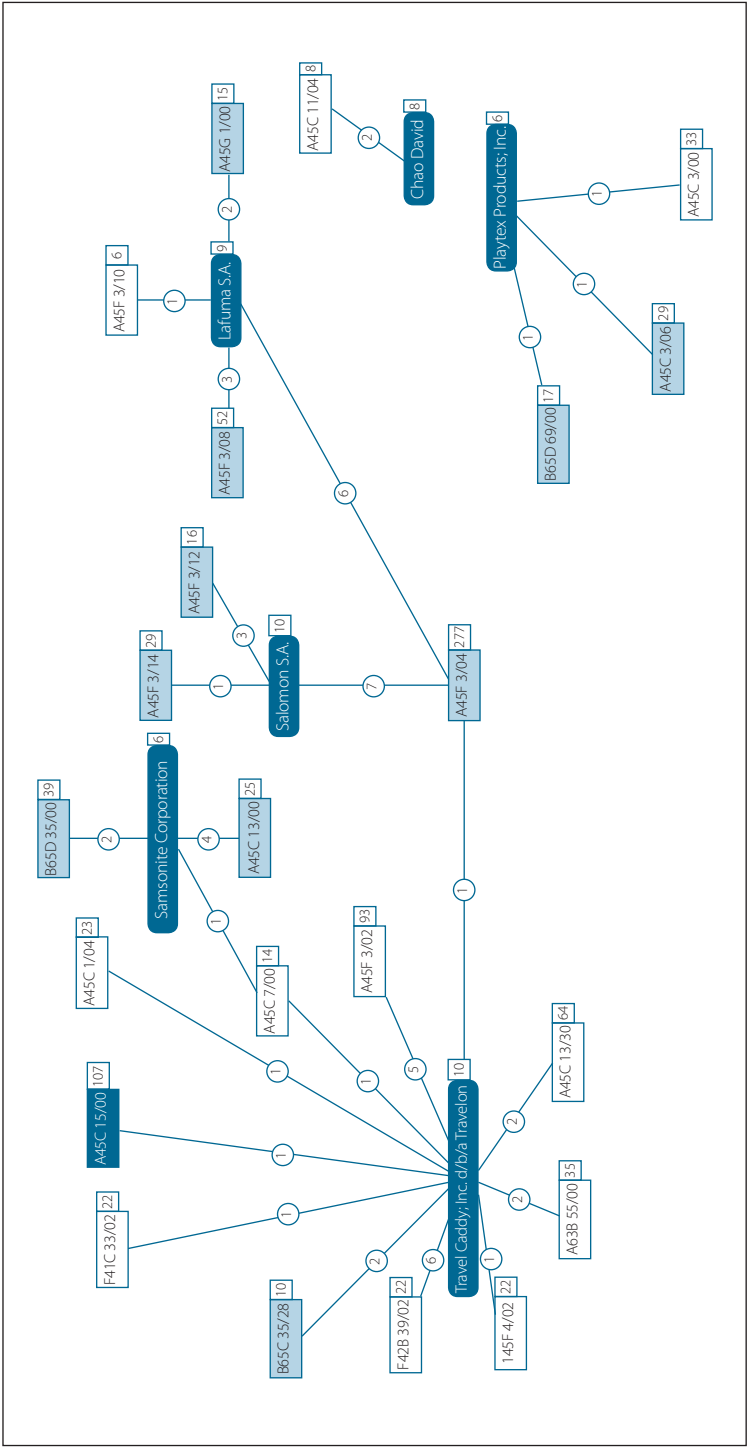 B65D 35/00 39
A45C 1/04 23
A45C 15/00 107
F41C 33/02 22
A45F 3/10 6
2
Samsonite Corporation 6
A45F 3/14 29
A45F 3/12 16
1
4
1
1
3
2
A45F 3/08 52
3
Lafuma S.A. 9
2
A45G 1/00 15
1
1
A45C 13/00 25
A45C 7/00 14
1
1
B65C 35/28 10
Salomon S.A. 10
A45C 11/04 8
6
2
1
7
2
A45F 3/02 93
F42B 39/02 22
6
5
Chao David 8
Travel Caddy; Inc. d/b/a Travelon 10
1
A45F 3/04 277
1
2
2
Playtex Products; Inc. 6
145F 4/02 22
1
1
1
B65D 69/00 17
A63B 55/00 35
A45C 13/30 64
A45C 3/06 29
A45C 3/00 33